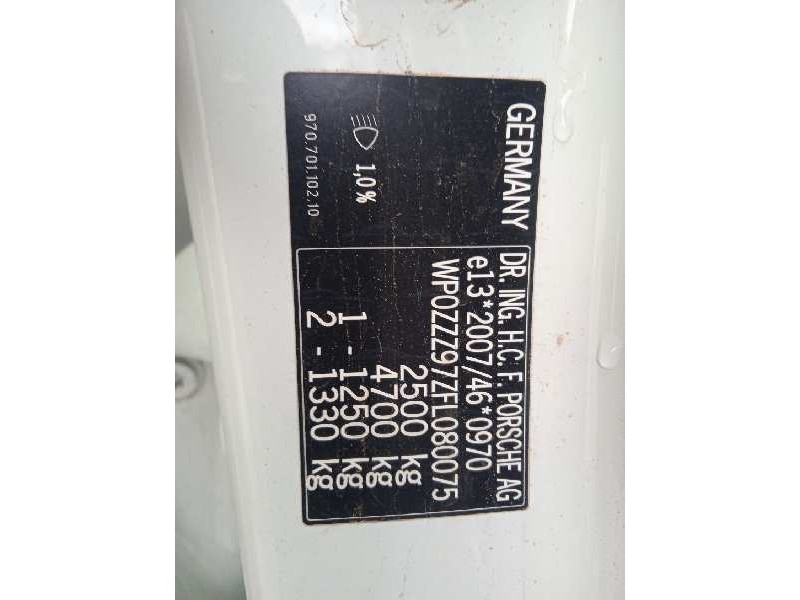 GERMANY
1,0%
970.701.102.10
DR. ING. H.C. F. PORSCHE AG
e13*2007/46*0970
WP0ZZZ97ZFL080075
2500 kg
4700 kg
1 - 1250 kg
2 - 1330 kg